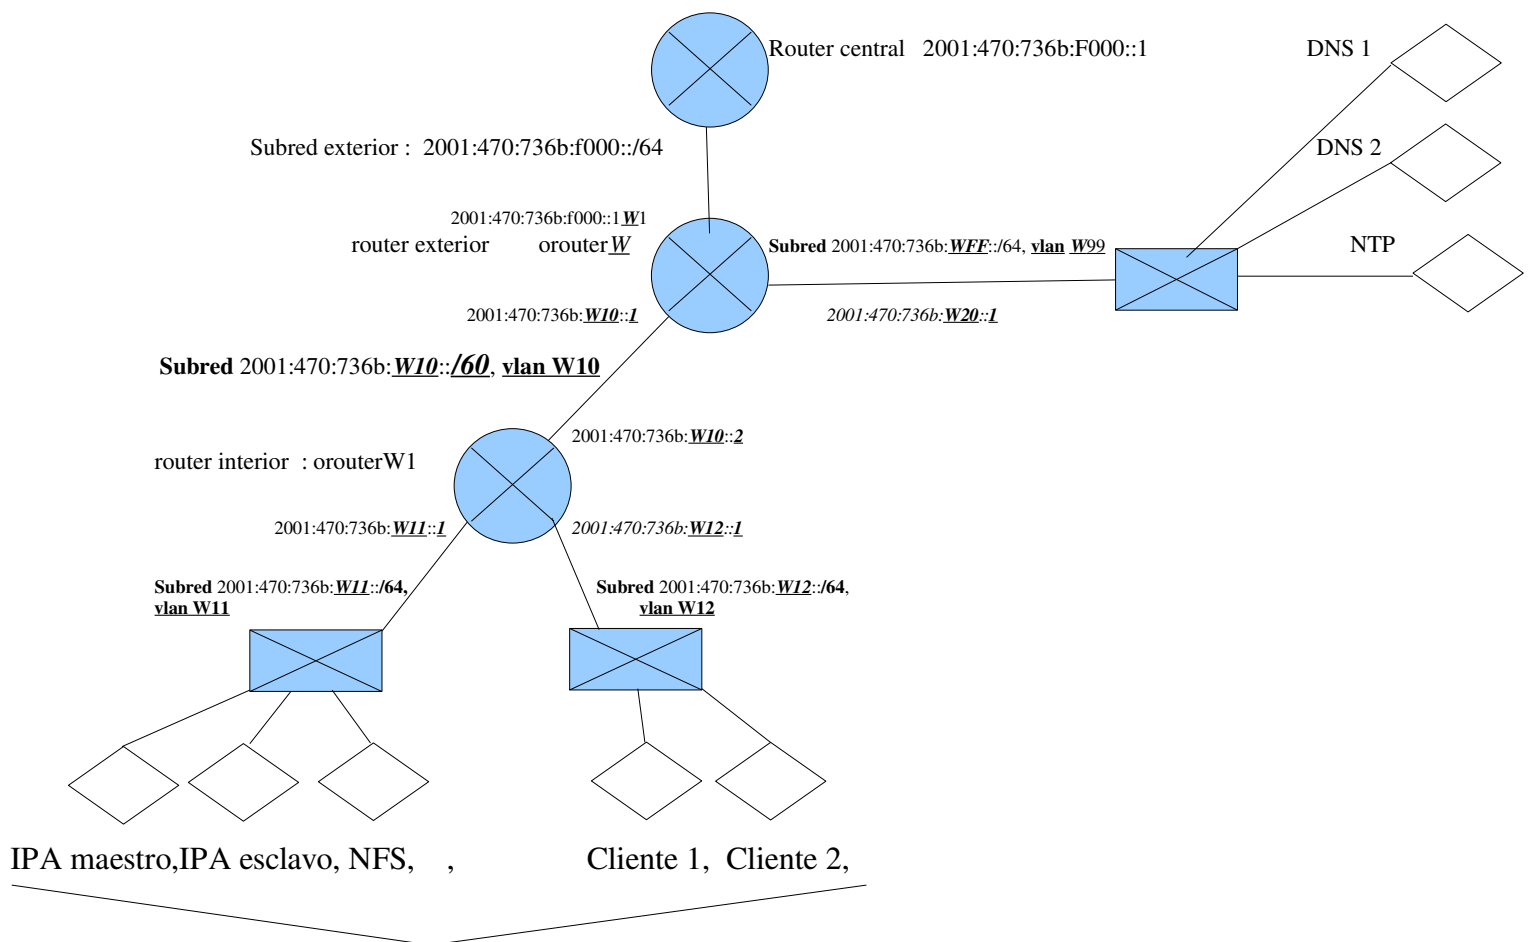 Router central 2001:470:736b:F000::1
DNS 1
Subred exterior : 2001:470:736b:f000::/64
DNS 2
2001:470:736b:f000::1W1
router exterior orouterW
Subred 2001:470:736b:WFF::/64, vlan W99
NTP
2001:470:736b:W10::1
2001:470:736b:W20::1
Subred 2001:470:736b:W10::/60, vlan W10
2001:470:736b:W10::2
router interior : orouterW1
2001:470:736b:W11::1
2001:470:736b:W12::1
Subred 2001:470:736b:W11::/64,
vlan W11
Subred 2001:470:736b:W12::/64,
vlan W12
IPA maestro,IPA esclavo, NFS, ,
Cliente 1, Cliente 2,